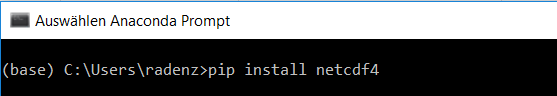 Auswählen Anaconda Prompt
(base) C:\Users\radenz>pip install netcdf4